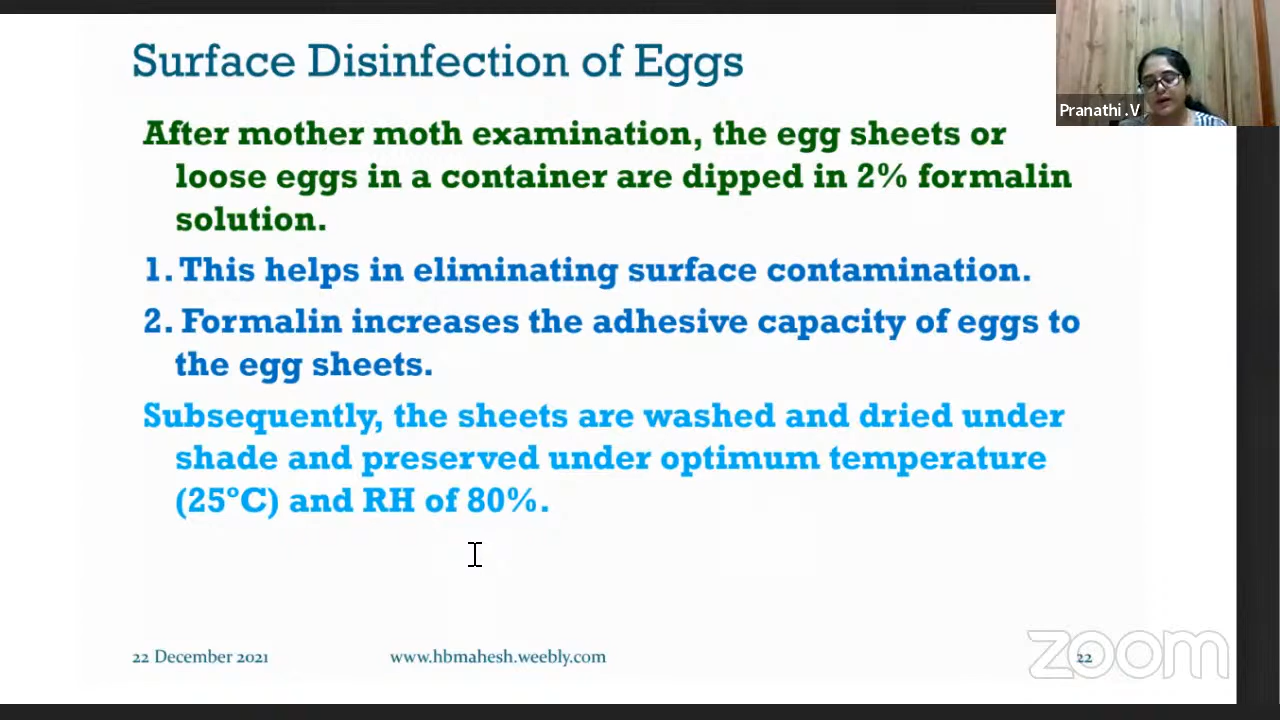 Surface Disinfection of Eggs
Pranathi .V
After mother moth examination, the egg sheets or
loose eggs in a container are dipped in 2% formalin
solution.
1. This helps in eliminating surface contamination.
2. Formalin increases the adhesive capacity of eggs to
the egg sheets.
Subsequently, the sheets are washed and dried under
shade and preserved under optimum temperature
(25°C) and RH of 80%.
22 December 2021
www.hbmahesh.weebly.com
22
zoom